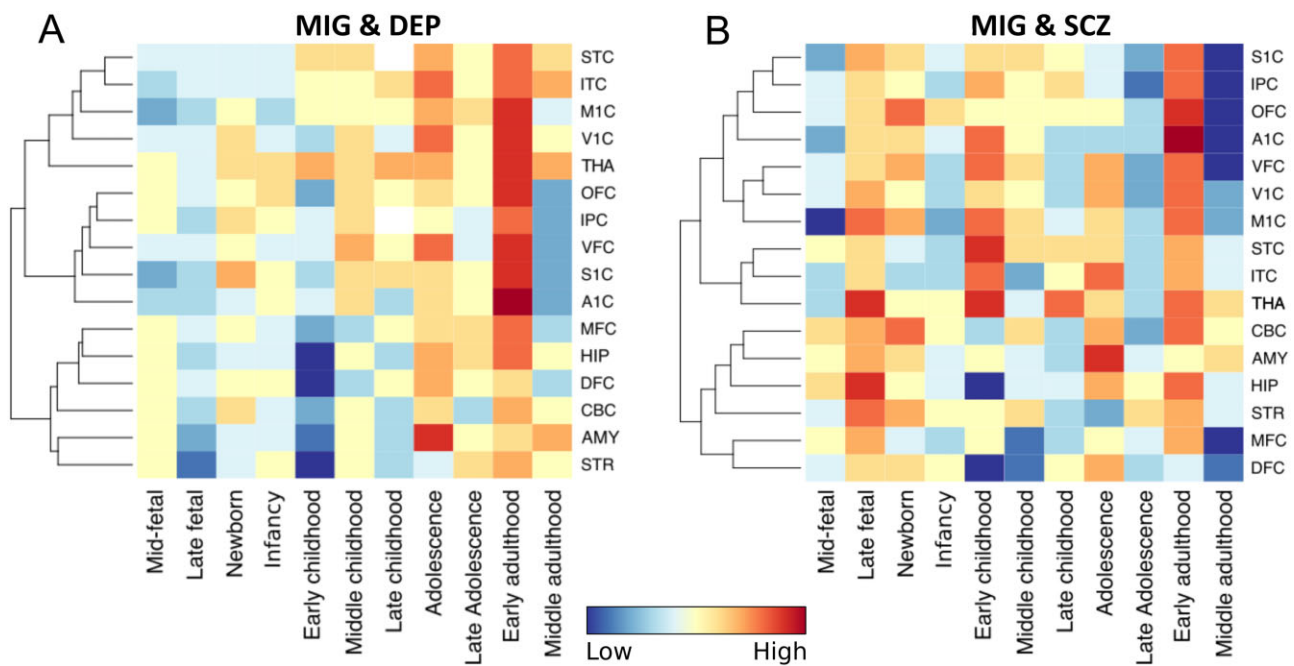 A
MIG & DEP
STC
ITC
M1C
V1C
THA
OFC
IPC
VFC
S1C
A1C
MFC
HIP
DFC
CBC
AMY
STR
Mid-fetal
Late fetal
Newborn
Infancy
Early childhood
Middle childhood
Late childhood
Adolescence
Late Adolescence
Early adulthood
Middle adulthood
B
MIG & SCZ
S1C
IPC
OFC
A1C
VFC
V1C
M1C
STC
ITC
THA
CBC
AMY
HIP
STR
MFC
DFC
Mid-fetal
Late fetal
Newborn
Infancy
Early childhood
Middle childhood
Late childhood
Adolescence
Late Adolescence
Early adulthood
Middle adulthood
Low High